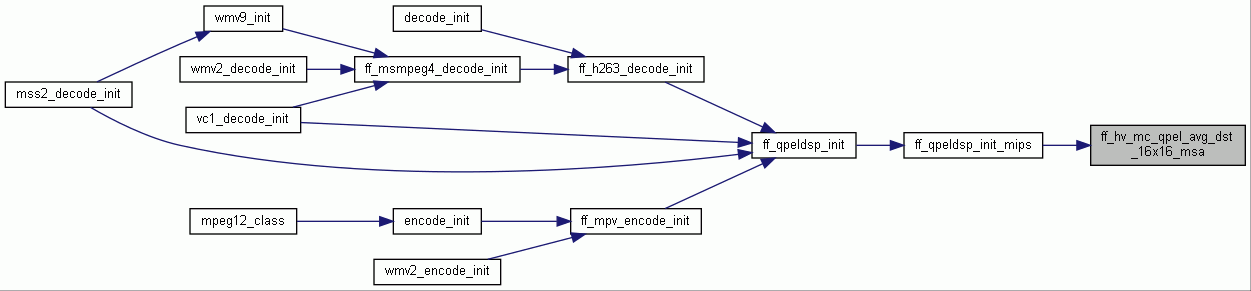 wmv9_init
decode_init
wmv2_decode_init
ff_msmpeg4_decode_init
ff_h263_decode_init
mss2_decode_init
vc1_decode_init
ff_qpeldsp_init
ff_qpeldsp_init_mips
ff_hv_mc_qpel_avg_dst
_16x16_msa
mpeg12_class
encode_init
ff_mpv_encode_init
wmv2_encode_init